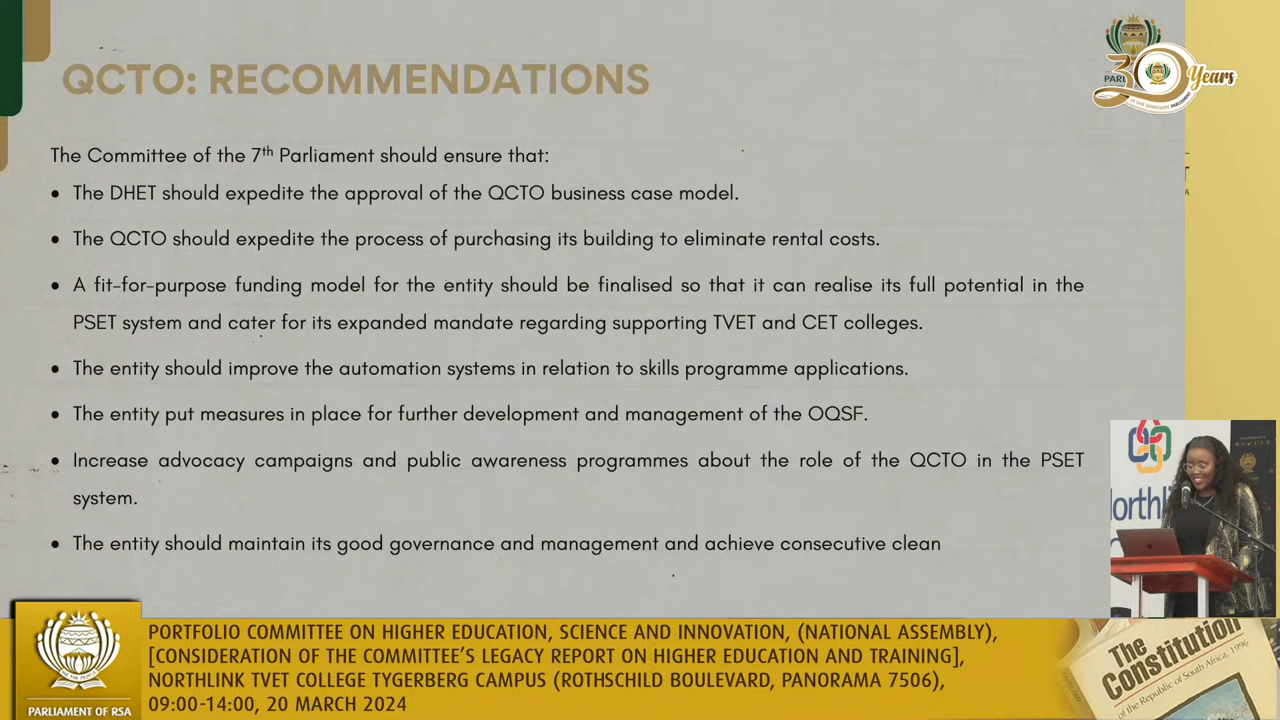 QCTO: RECOMMENDATIONS
30 Years
OF OUR DEMOCRATIC PARLIAMENT
The Committee of the 7th Parliament should ensure that:
• The DHET should expedite the approval of the QCTO business case model.
• The QCTO should expedite the process of purchasing its building to eliminate rental costs.
• A fit-for-purpose funding model for the entity should be finalised so that it can realise its full potential in the
PSET system and cater for its expanded mandate regarding supporting TVET and CET colleges.
• The entity should improve the automation systems in relation to skills programme applications.
• The entity put measures in place for further development and management of the OQSF.
• Increase advocacy campaigns and public awareness programmes about the role of the QCTO in the PSET
system.
• The entity should maintain its good governance and management and achieve consecutive clean
PORTFOLIO COMMITTEE ON HIGHER EDUCATION, SCIENCE AND INNOVATION, (NATIONAL ASSEMBLY),
[CONSIDERATION OF THE COMMITTEE'S LEGACY REPORT ON HIGHER EDUCATION AND TRAINING],
NORTHLINK TVET COLLEGE TYGERBERG CAMPUS (ROTHSCHILD BOULEVARD, PANORAMA 7506),
09:00-14:00, 20 MARCH 2024
PARLIAMENT OF RSA
The
Constitution
of the Republic of South Africa, 1996